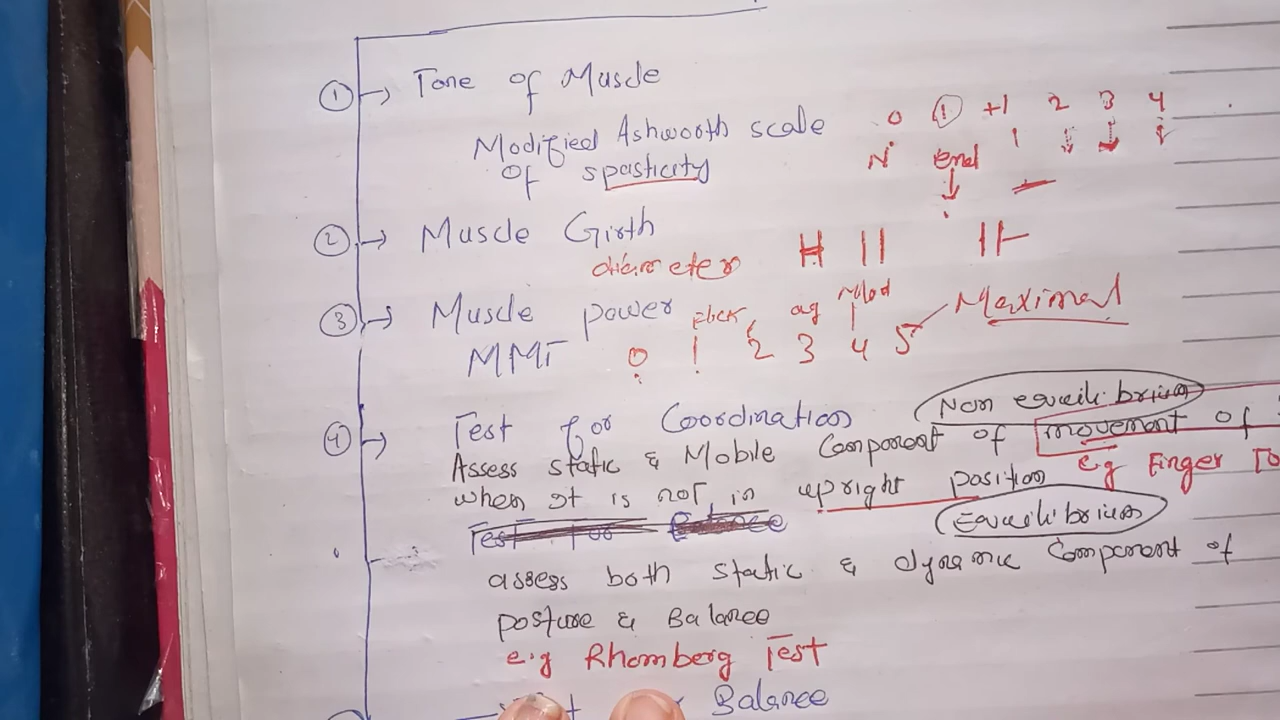 ① → Tone of Muscle
0 ① +1 2 3 4
Modified Ashworth scale
of spasticity
N end
② → Muscle Girth
diameter
③ → Muscle power
ag
Maximal
MMT 0 1 2 3 4 5
④ → Test for Coordination
Non equilibrium
Assess static & Mobile Component of movement of
when it is not in upright position e.g Finger To
Equilibrium
Test for Balance
assess both static & dynamic Component of
posture & Balance
e.g Rhomberg Test
Balance